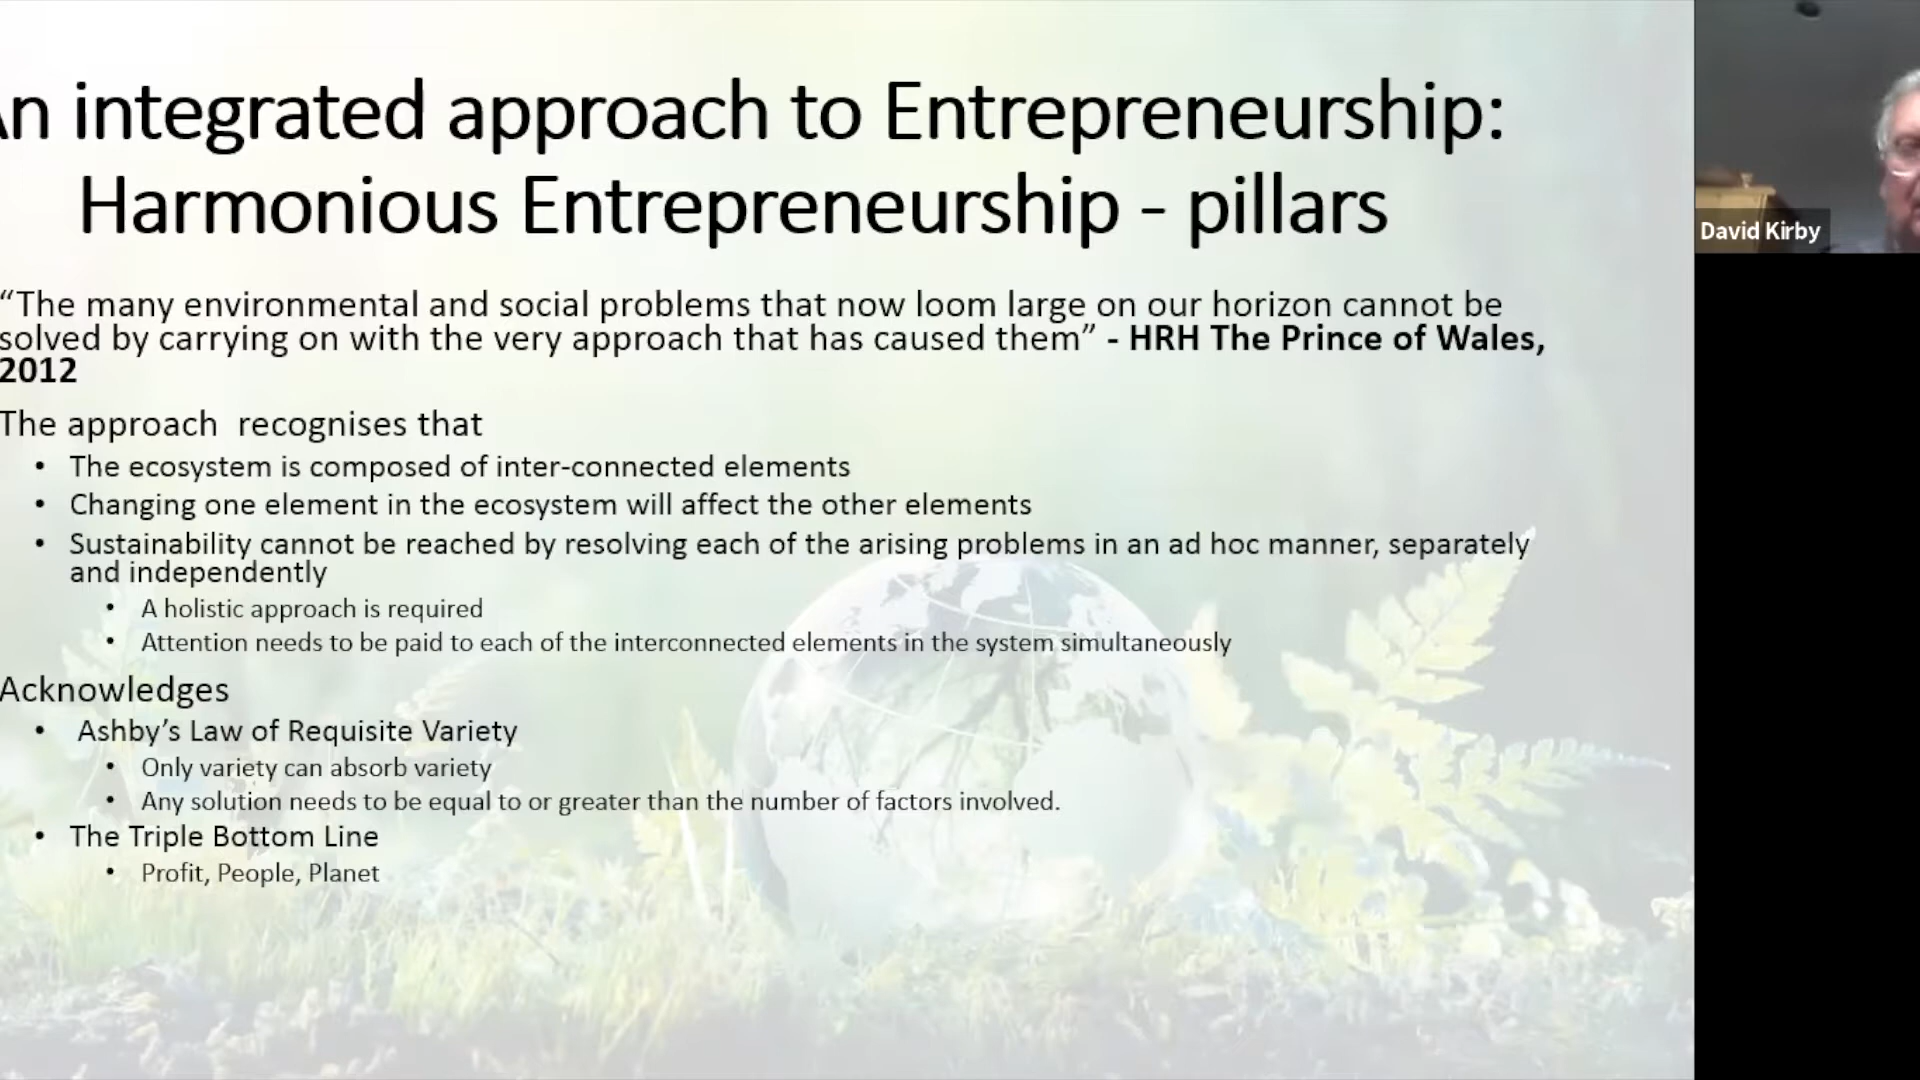 An integrated approach to Entrepreneurship:
Harmonious Entrepreneurship - pillars
“The many environmental and social problems that now loom large on our horizon cannot be
solved by carrying on with the very approach that has caused them” - HRH The Prince of Wales,
2012
The approach recognises that
• The ecosystem is composed of inter-connected elements
• Changing one element in the ecosystem will affect the other elements
• Sustainability cannot be reached by resolving each of the arising problems in an ad hoc manner, separately
and independently
• A holistic approach is required
• Attention needs to be paid to each of the interconnected elements in the system simultaneously
Acknowledges
• Ashby’s Law of Requisite Variety
• Only variety can absorb variety
• Any solution needs to be equal to or greater than the number of factors involved.
• The Triple Bottom Line
• Profit, People, Planet
David Kirby